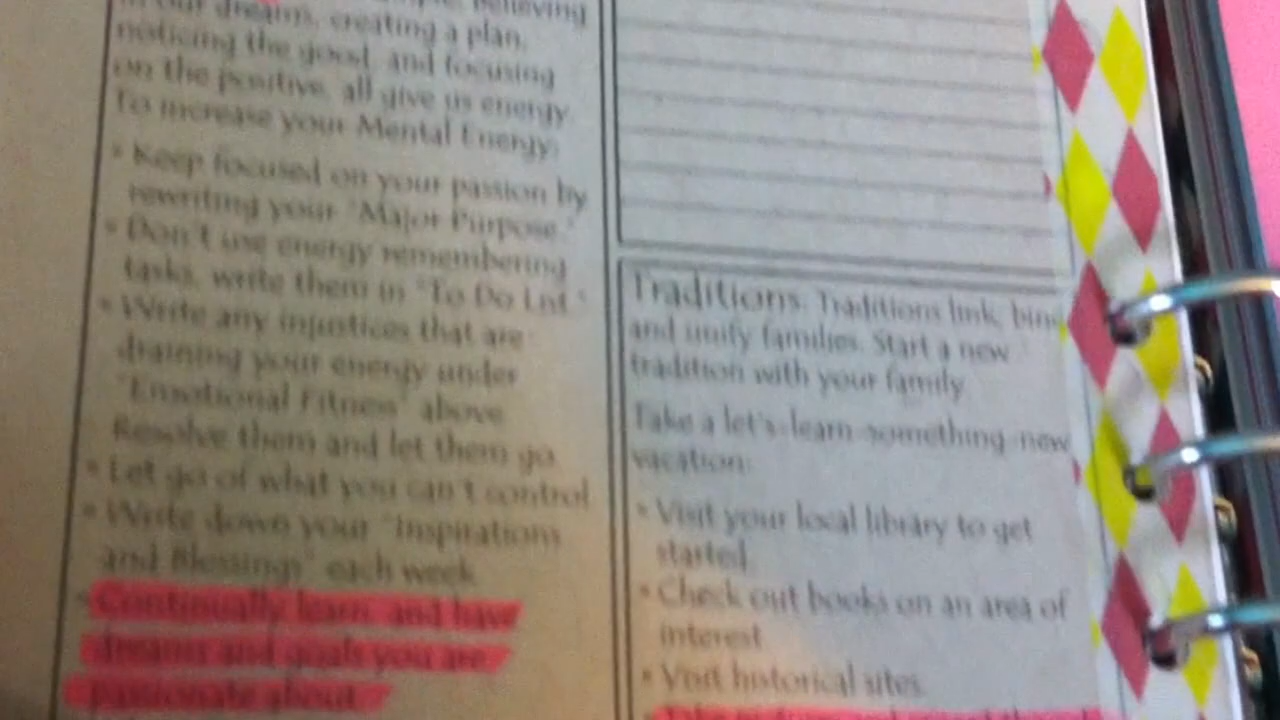 believing
our dreams, creating a plan,
noticing the good, and focusing
on the positive, all give us energy.
To increase your Mental Energy:
• Keep focused on your passion by
rewriting your "Major Purpose."
• Don't use energy remembering
tasks, write them in "To Do List."
• Write any injustices that are
draining your energy under
"Emotional Fitness" above.
Resolve them and let them go.
• Let go of what you can't control.
• Write down your "Inspirations
and Blessings" each week.
• Continually learn, and have
dreams and goals you are
passionate about.
Traditions: Traditions link, bind
and unify families. Start a new
tradition with your family.
Take a let's-learn-something-new
vacation:
• Visit your local library to get
started.
• Check out books on an area of
interest.
• Visit historical sites.